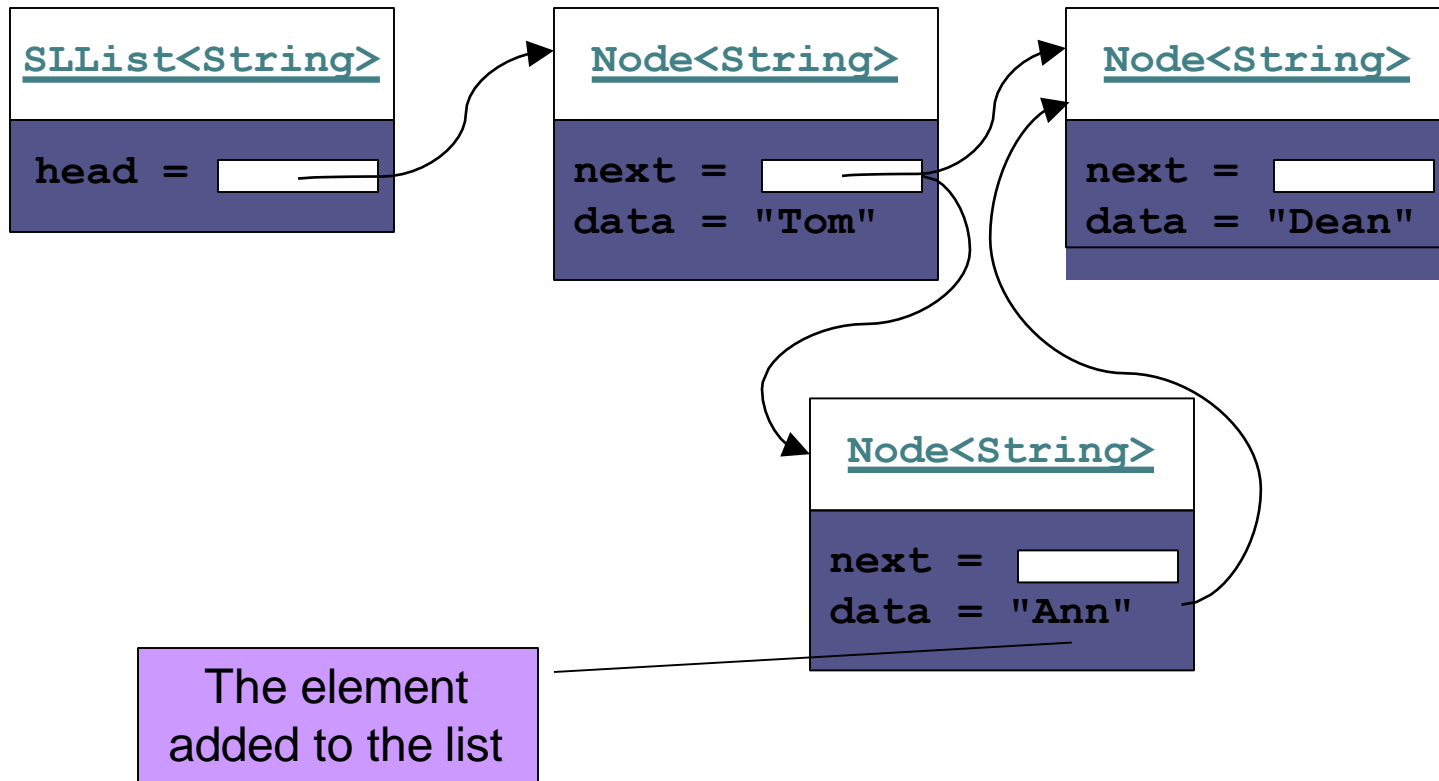 SLList<String>
head =
Node<String>
next =
data = "Tom"
Node<String>
next =
data = "Dean"
Node<String>
next =
data = "Ann"
The element
added to the list